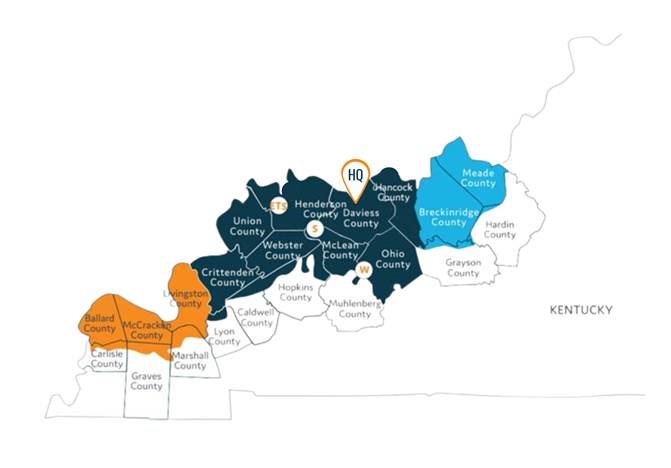 HQ
Meade
County
Hancock
County
ETS
Henderson
County
Daviess
County
Breckinridge
County
Union
County
S
Hardin
County
Webster
County
McLean
County
Ohio
County
W
Grayson
County
Crittenden
County
Hopkins
County
Livingston
County
Muhlenberg
County
KENTUCKY
Caldwell
County
Ballard
County
McCracken
County
Lyon
County
Carlisle
County
Marshall
County
Graves
County